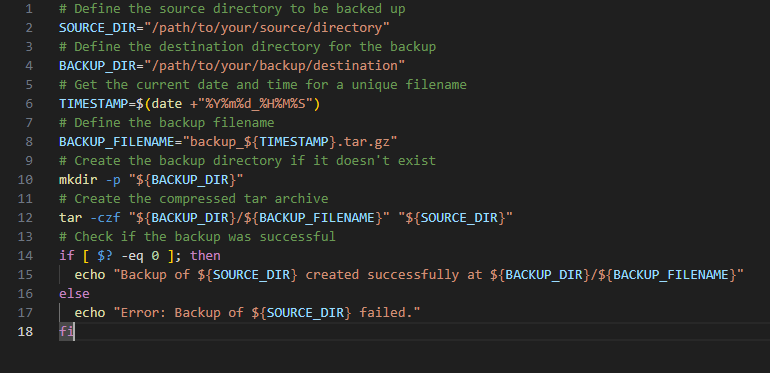 1 # Define the source directory to be backed up
2 SOURCE_DIR="/path/to/your/source/directory"
3 # Define the destination directory for the backup
4 BACKUP_DIR="/path/to/your/backup/destination"
5 # Get the current date and time for a unique filename
6 TIMESTAMP=$(date +"%Y%m%d_%H%M%S")
7 # Define the backup filename
8 BACKUP_FILENAME="backup_${TIMESTAMP}.tar.gz"
9 # Create the backup directory if it doesn't exist
10 mkdir -p "${BACKUP_DIR}"
11 # Create the compressed tar archive
12 tar -czf "${BACKUP_DIR}/${BACKUP_FILENAME}" "${SOURCE_DIR}"
13 # Check if the backup was successful
14 if [ $? -eq 0 ]; then
15   echo "Backup of ${SOURCE_DIR} created successfully at ${BACKUP_DIR}/${BACKUP_FILENAME}"
16 else
17   echo "Error: Backup of ${SOURCE_DIR} failed."
18 fi